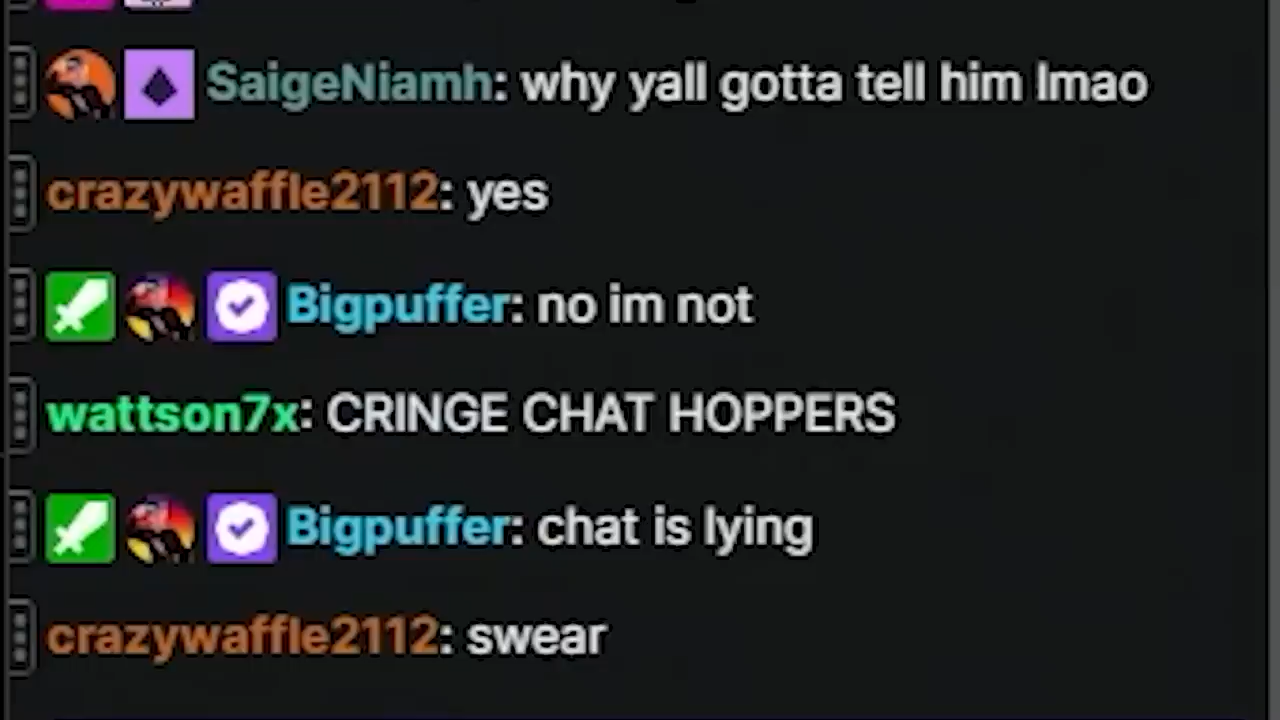 SaigeNiamh: why yall gotta tell him lmao
crazywaffle2112: yes
Bigpuffer: no im not
wattson7x: CRINGE CHAT HOPPERS
Bigpuffer: chat is lying
crazywaffle2112: swear